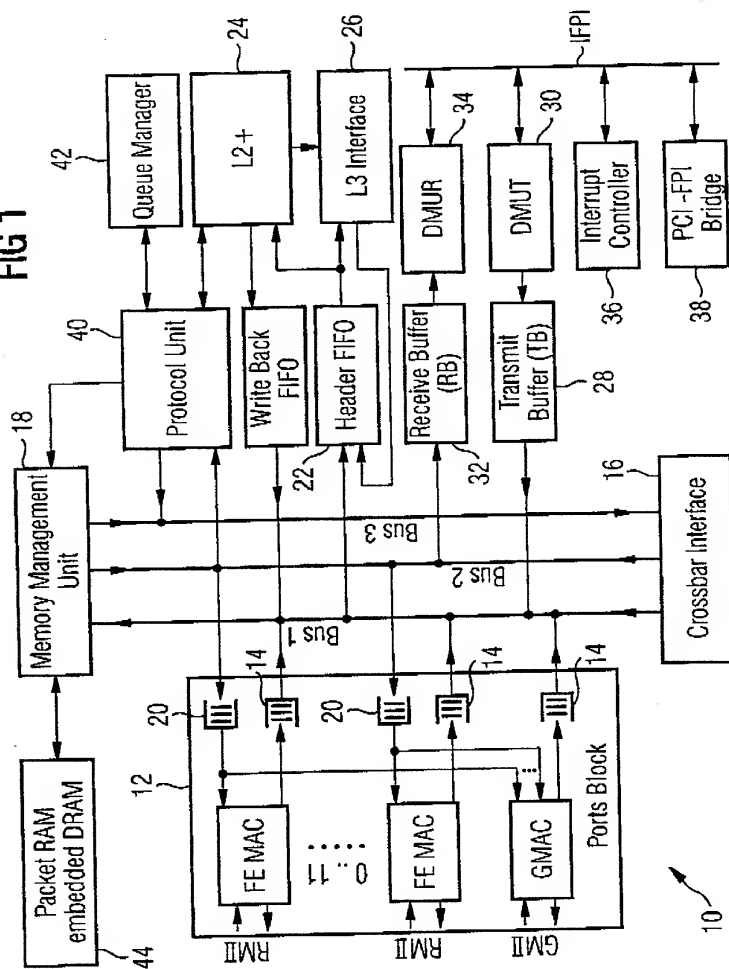 FIG 1
44
Packet RAM
embedded DRAM
18
Memory Management
Unit
40
Protocol Unit
42
Queue Manager
24
L2+
26
L3 Interface
Write Back
FIFO
Header FIFO
22
Receive Buffer
(RB)
32
DMUR
34
Transmit
Buffer (TB)
28
DMUT
30
Interrupt
Controller
36
PCI-FPI
Bridge
38
IFPI
Bus 1
Bus 2
Bus 3
16
Crossbar Interface
12
20
14
20
14
14
FE MAC
0 .. 11
FE MAC
GMAC
Ports Block
RMII
RMII
GMII
10